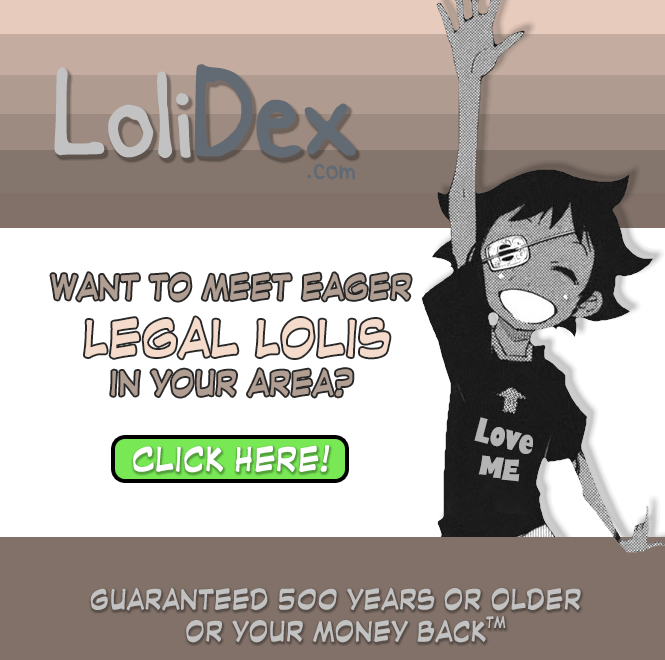 LoliDex
.com
WANT TO MEET EAGER
LEGAL LOLIS
IN YOUR AREA?
CLICK HERE!
Love
ME
GUARANTEED 500 YEARS OR OLDER
OR YOUR MONEY BACK™